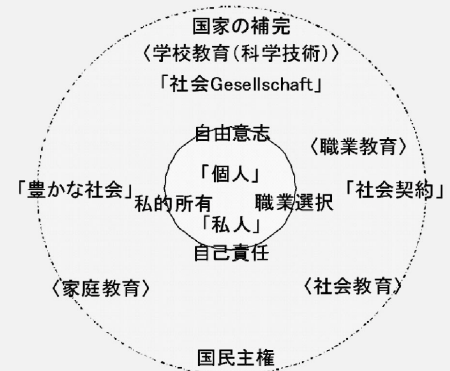 国家の補完
〈学校教育(科学技術)〉
「社会Gesellschaft」
自由意志
〈職業教育〉
「個人」
「豊かな社会」
私的所有
職業選択
「社会契約」
「私人」
自己責任
〈家庭教育〉
〈社会教育〉
国民主権